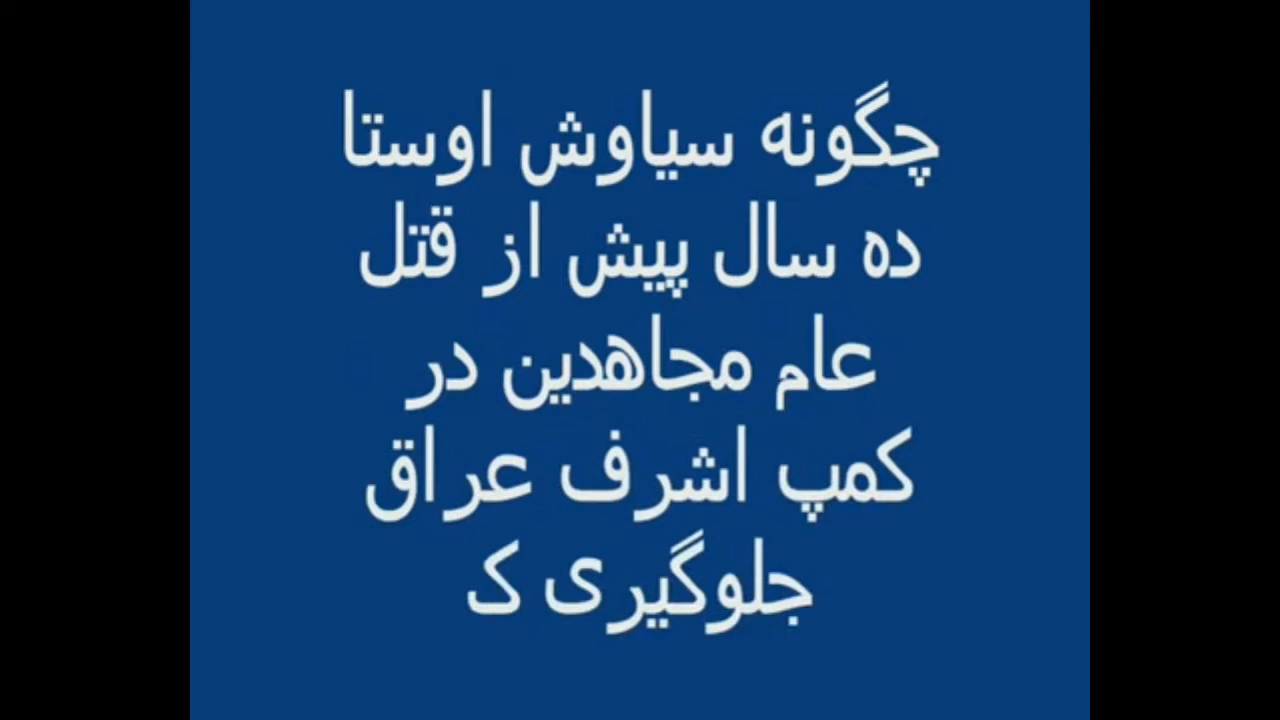 چگونه سیاوش اوستا
ده سال پیش از قتل
عام مجاهدین در
کمپ اشرف عراق
جلوگیری ک